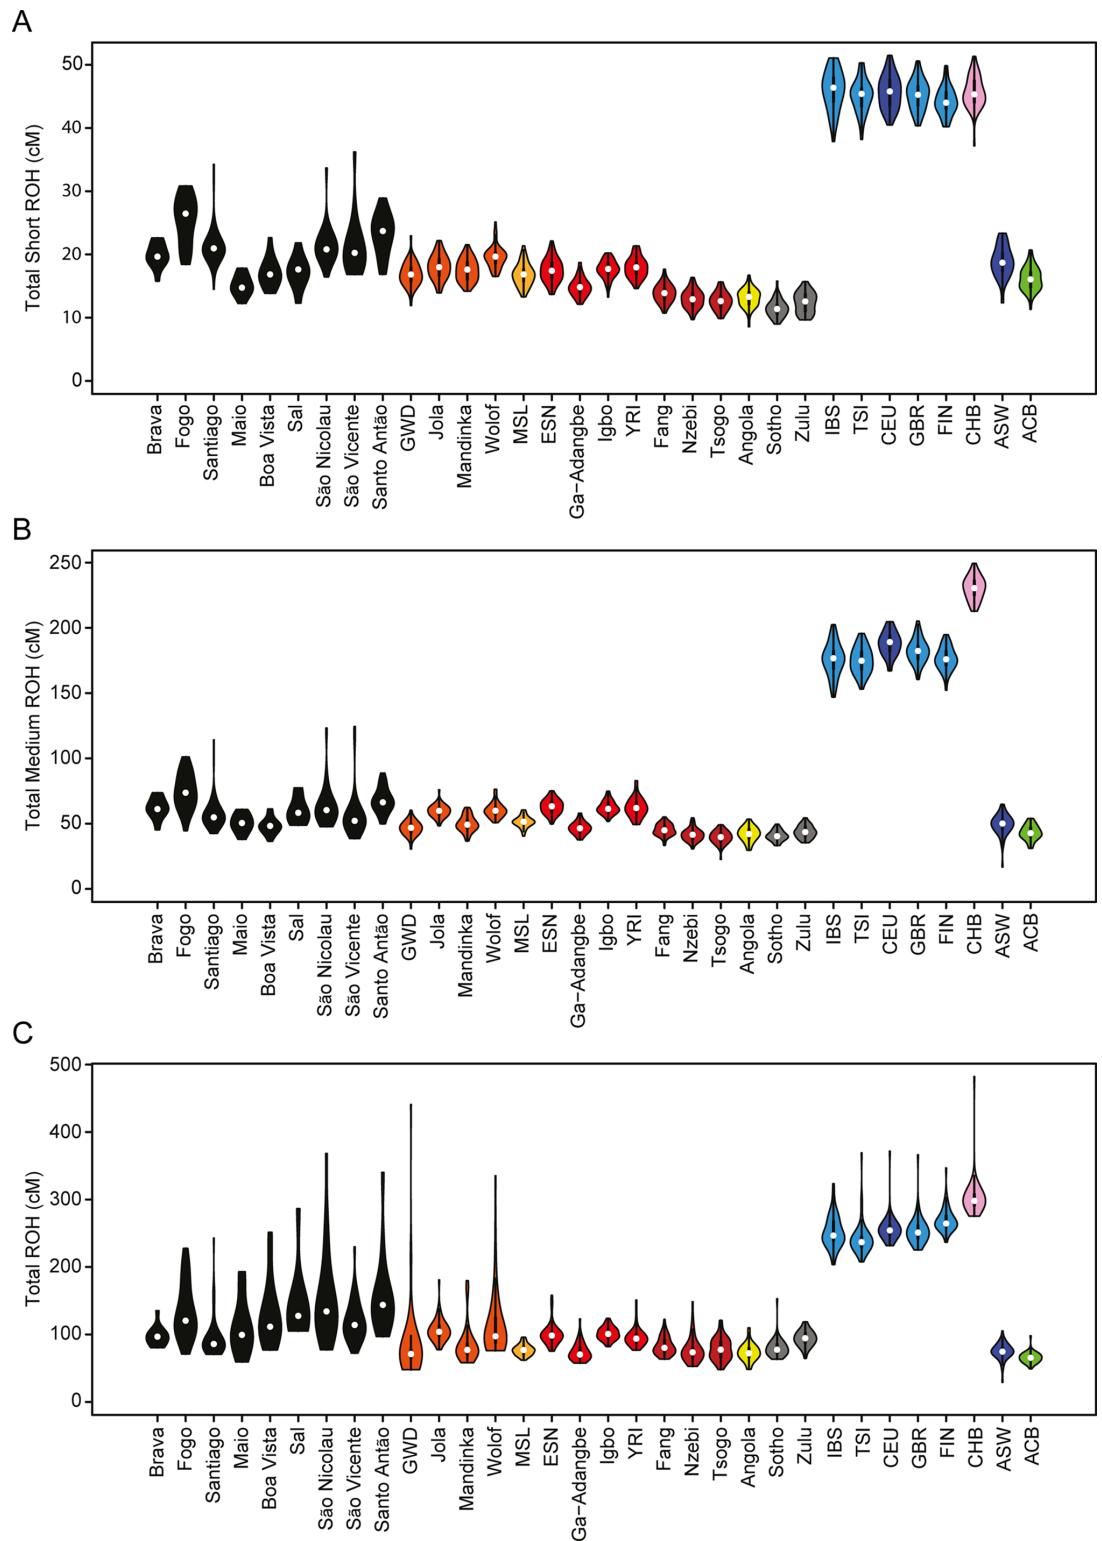 A
Total Short ROH (cM)
50
40
30
20
10
0
Brava
Fogo
Santiago
Maio
Boa Vista
Sal
São Nicolau
São Vicente
Santo Antão
GWD
Jola
Mandinka
Wolof
MSL
ESN
Ga−Adangbe
Igbo
YRI
Fang
Nzebi
Tsogo
Angola
Sotho
Zulu
IBS
TSI
CEU
GBR
FIN
CHB
ASW
ACB
B
Total Medium ROH (cM)
250
200
150
100
50
0
Brava
Fogo
Santiago
Maio
Boa Vista
Sal
São Nicolau
São Vicente
Santo Antão
GWD
Jola
Mandinka
Wolof
MSL
ESN
Ga−Adangbe
Igbo
YRI
Fang
Nzebi
Tsogo
Angola
Sotho
Zulu
IBS
TSI
CEU
GBR
FIN
CHB
ASW
ACB
C
Total ROH (cM)
500
400
300
200
100
0
Brava
Fogo
Santiago
Maio
Boa Vista
Sal
São Nicolau
São Vicente
Santo Antão
GWD
Jola
Mandinka
Wolof
MSL
ESN
Ga−Adangbe
Igbo
YRI
Fang
Nzebi
Tsogo
Angola
Sotho
Zulu
IBS
TSI
CEU
GBR
FIN
CHB
ASW
ACB